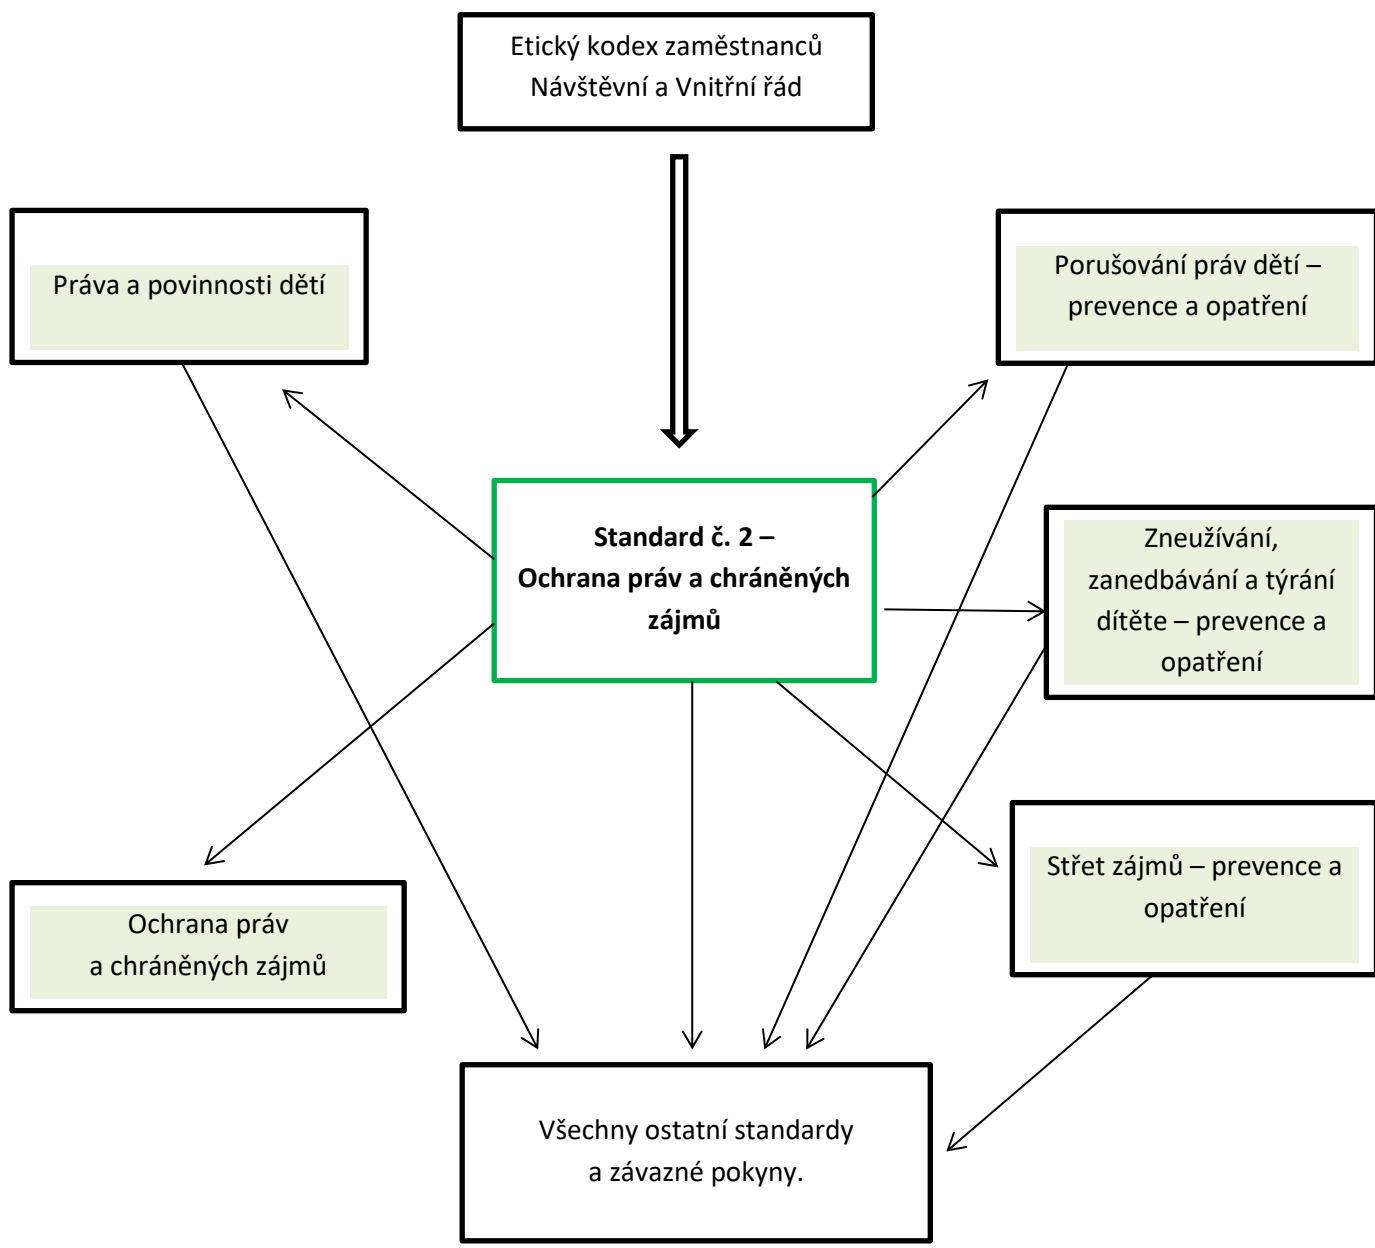 Etický kodex zaměstnanců
Návštěvní a Vnitřní řád
Práva a povinnosti dětí
Porušování práv dětí –
prevence a opatření
Standard č. 2 –
Ochrana práv a chráněných
zájmů
Zneužívání,
zanedbávání a týrání
dítěte – prevence a
opatření
Střet zájmů – prevence a
opatření
Ochrana práv
a chráněných zájmů
Všechny ostatní standardy
a závazné pokyny.